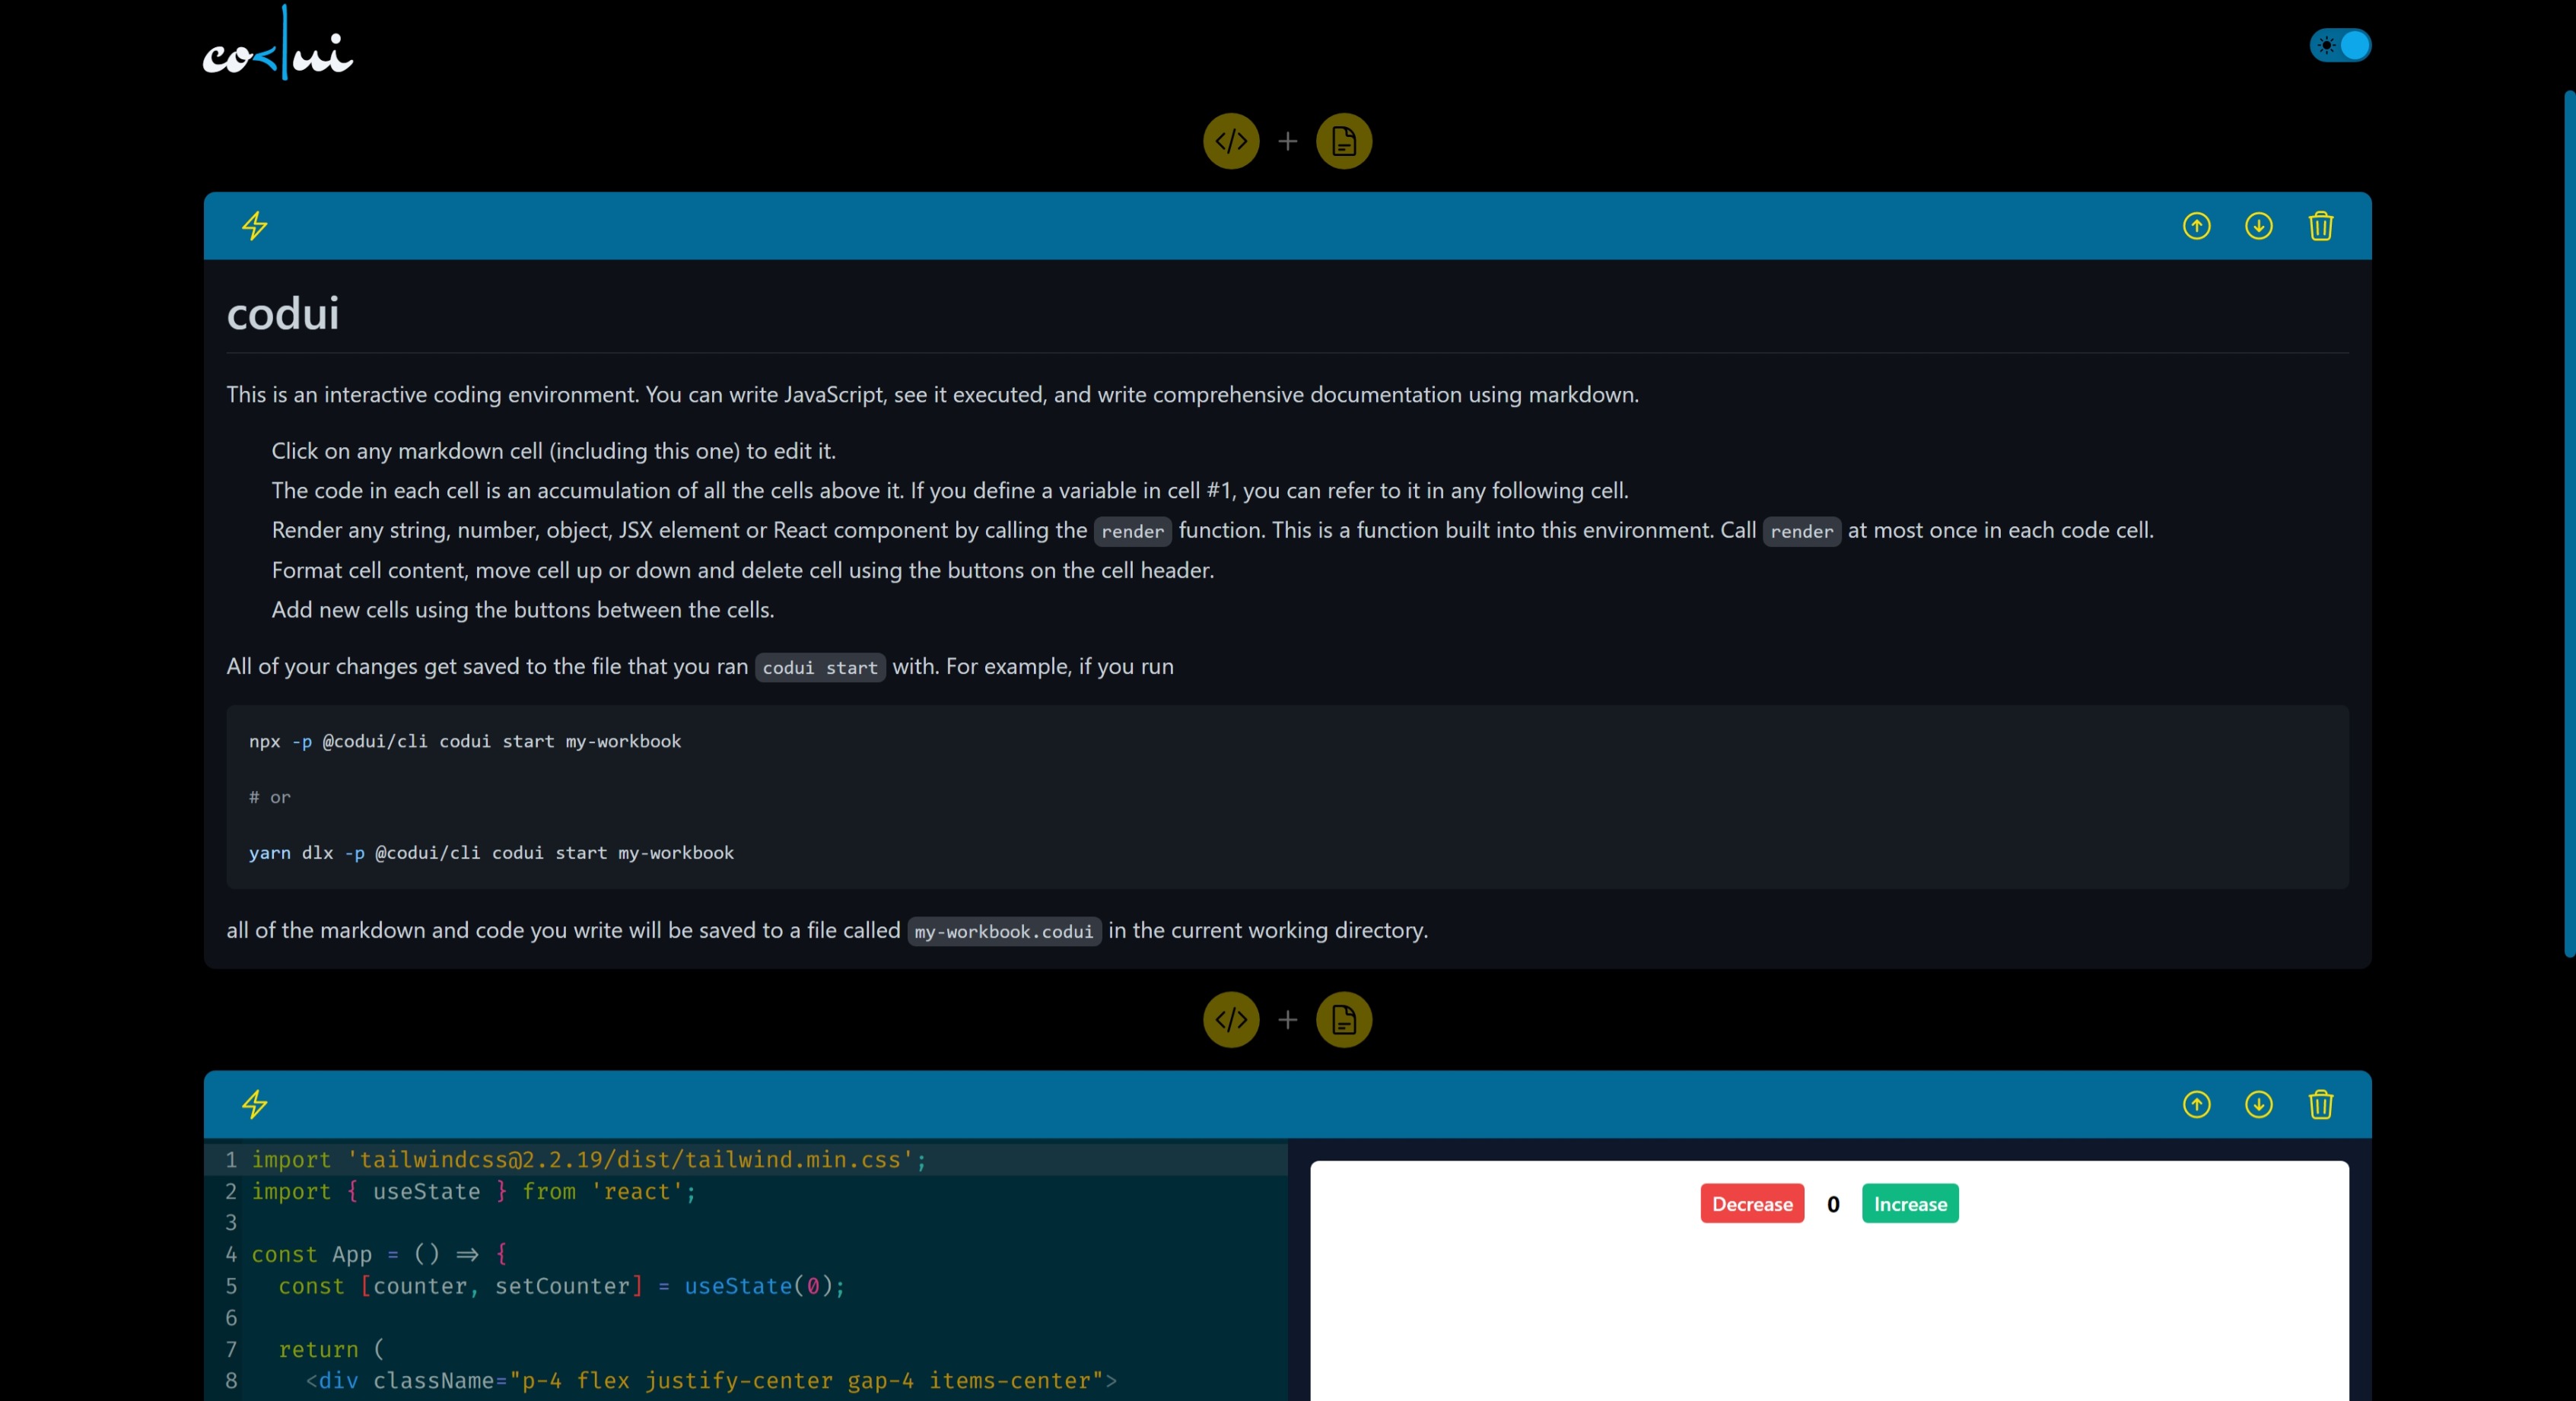 codui
codui
This is an interactive coding environment. You can write JavaScript, see it executed, and write comprehensive documentation using markdown.
Click on any markdown cell (including this one) to edit it.
The code in each cell is an accumulation of all the cells above it. If you define a variable in cell #1, you can refer to it in any following cell.
Render any string, number, object, JSX element or React component by calling the render function. This is a function built into this environment. Call render at most once in each code cell.
Format cell content, move cell up or down and delete cell using the buttons on the cell header.
Add new cells using the buttons between the cells.
All of your changes get saved to the file that you ran codui start with. For example, if you run
npx -p @codui/cli codui start my-workbook
# or
yarn dlx -p @codui/cli codui start my-workbook
all of the markdown and code you write will be saved to a file called my-workbook.codui in the current working directory.
1 import 'tailwindcss@2.2.19/dist/tailwind.min.css';
2 import { useState } from 'react';
3
4 const App = () => {
5   const [counter, setCounter] = useState(0);
6
7   return (
8     <div className="p-4 flex justify-center gap-4 items-center">
Decrease 0 Increase